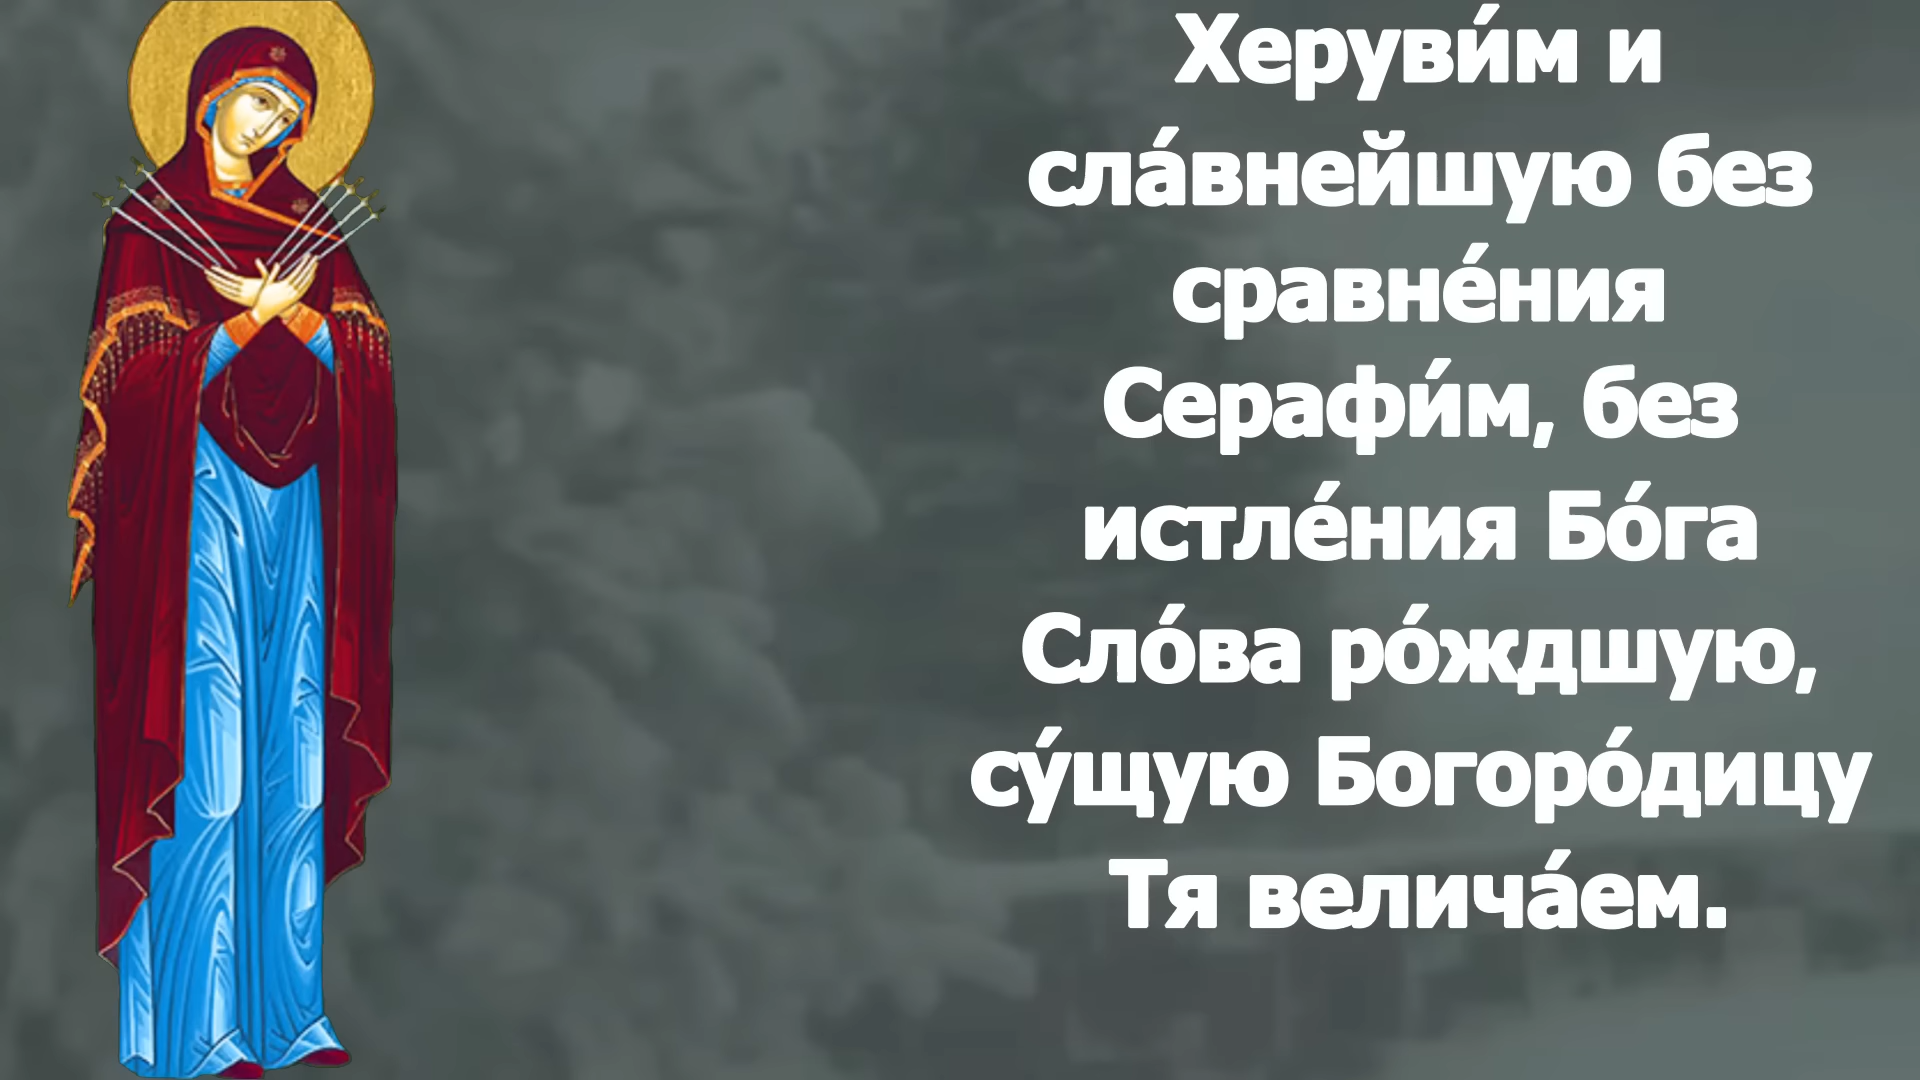 Херуви́м и
сла́внейшую без
сравне́ния
Серафи́м, без
истле́ния Бо́га
Сло́ва ро́ждшую,
су́щую Богоро́дицу
Тя велича́ем.